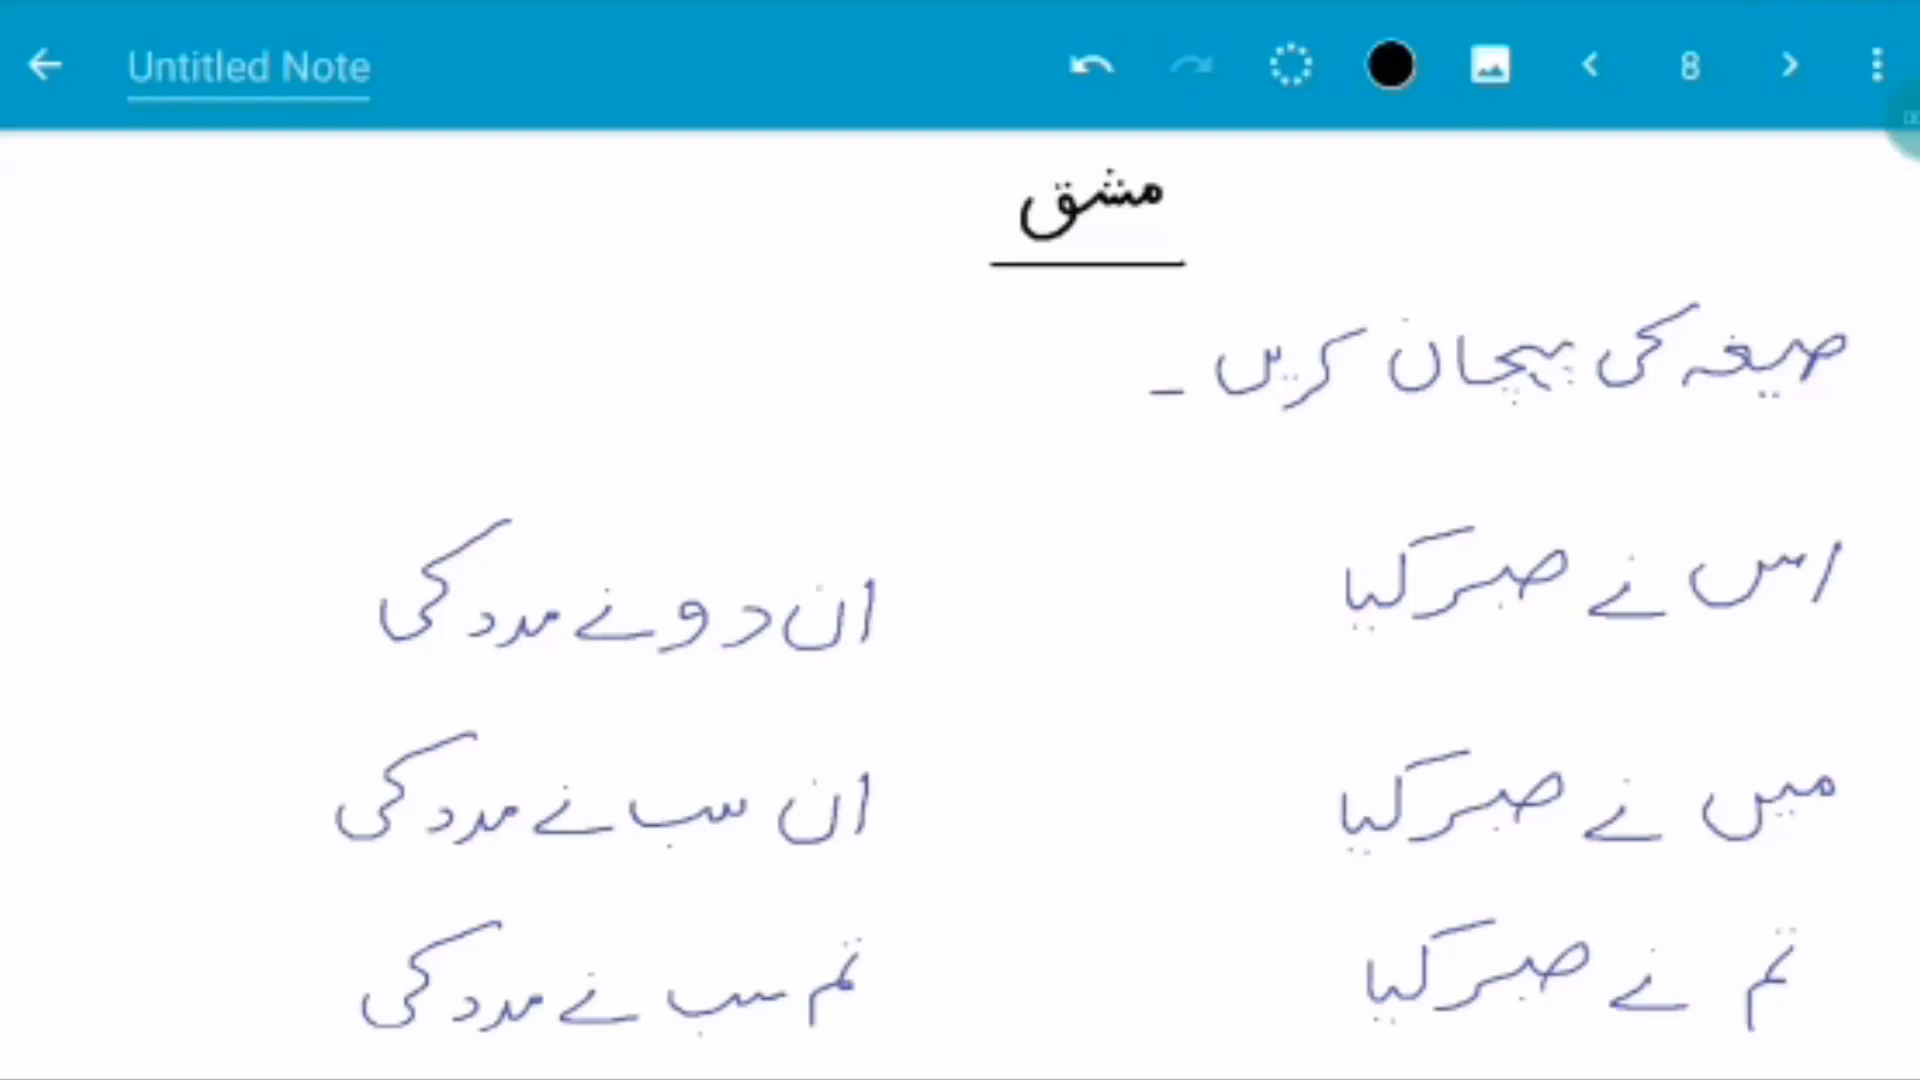 Untitled Note 8
مشق
صیغہ کی پہچان کریں ۔
اس نے صبر کیا
ان دو نے مدد کی
میں نے صبر کیا
ان سب نے مدد کی
تم نے صبر کیا
تم سب نے مدد کی